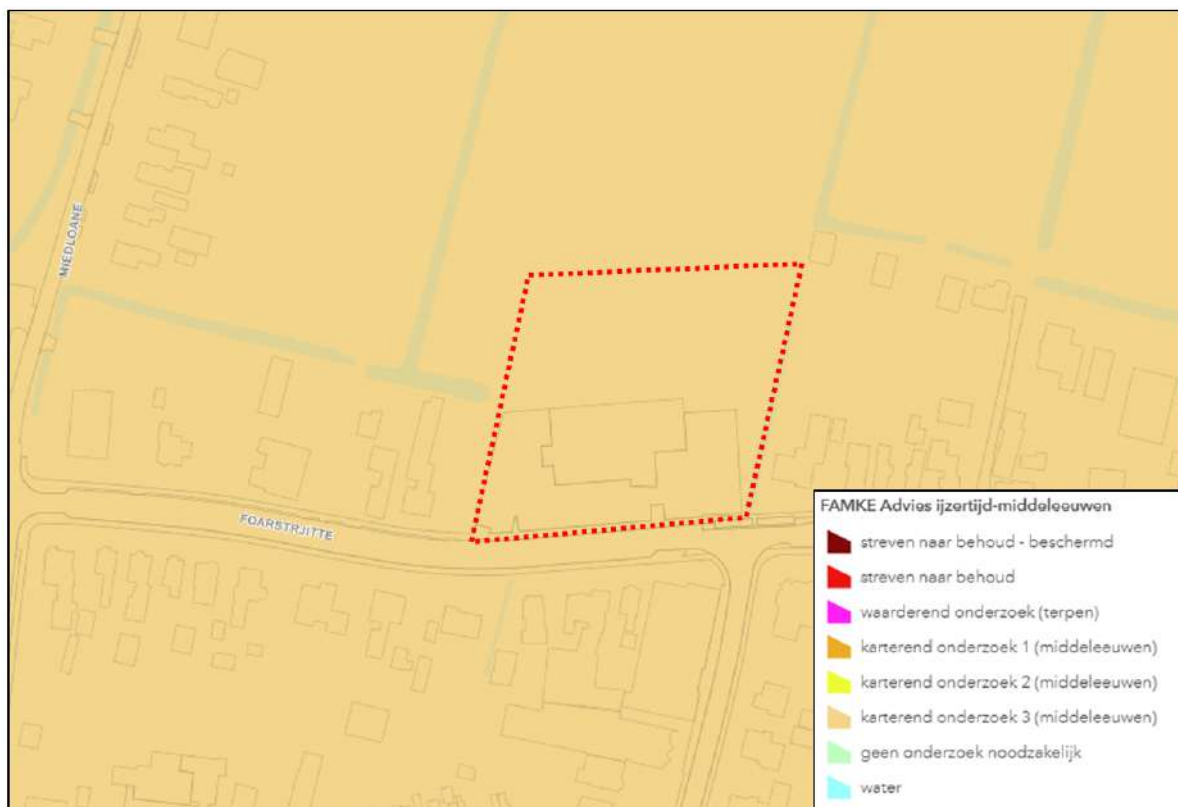 MIEDLOANE
FOARSTRJITTE
FAMKE Advies ijzertijd-middeleeuwen
streven naar behoud - beschermd
streven naar behoud
waarderend onderzoek (terpen)
karterend onderzoek 1 (middeleeuwen)
karterend onderzoek 2 (middeleeuwen)
karterend onderzoek 3 (middeleeuwen)
geen onderzoek noodzakelijk
water